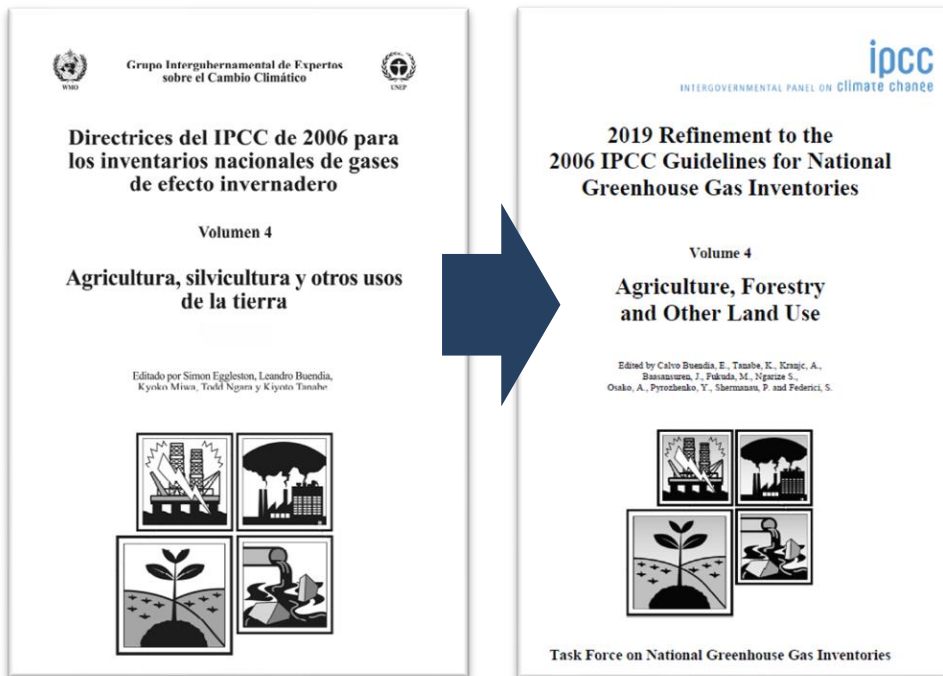 Grupo Intergubernamental de Expertos
sobre el Cambio Climático
WMO
UNEP
Directrices del IPCC de 2006 para
los inventarios nacionales de gases
de efecto invernadero
Volumen 4
Agricultura, silvicultura y otros usos
de la tierra
Editado por Simon Eggleston, Leandro Buendia,
Kyoko Miwa, Todd Ngara y Kiyoto Tanabe
ipcc
INTERGOVERNMENTAL PANEL ON climate change
2019 Refinement to the
2006 IPCC Guidelines for National
Greenhouse Gas Inventories
Volume 4
Agriculture, Forestry
and Other Land Use
Edited by Calvo Buendia, E., Tanabe, K., Kranjc, A.,
Baasansuren, J., Fukuda, M., Ngarize S.,
Osako, A., Pyrozhenko, Y., Shermanau, P. and Federici, S.
Task Force on National Greenhouse Gas Inventories